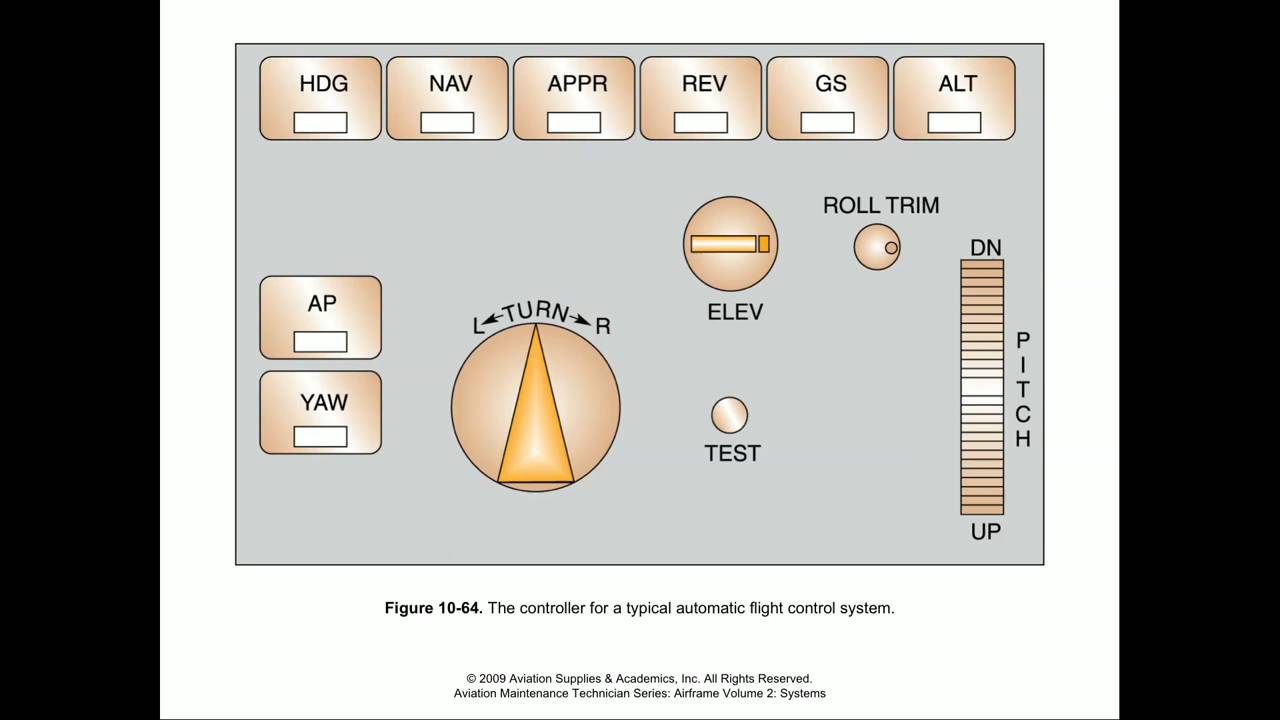 HDG NAV APPR REV GS ALT
ROLL TRIM
DN
AP
L TURN R
ELEV
PITCH
YAW
TEST
UP
Figure 10-64. The controller for a typical automatic flight control system.
© 2009 Aviation Supplies & Academics, Inc. All Rights Reserved.
Aviation Maintenance Technician Series: Airframe Volume 2: Systems